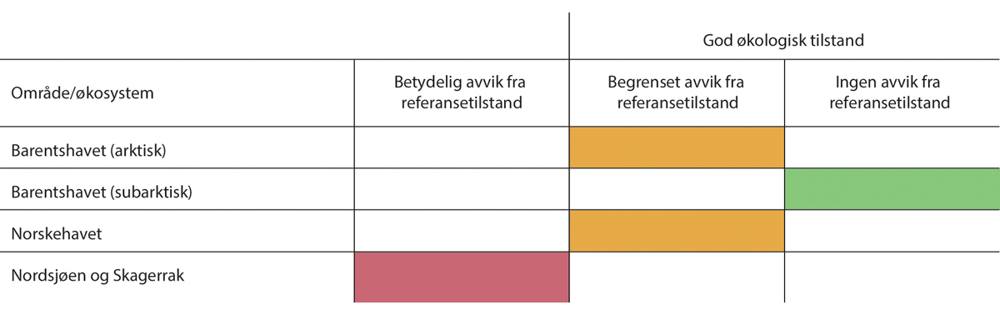 God økologisk tilstand
Område/økosystem
Betydelig avvik fra
referansetilstand
Begrenset avvik fra
referansetilstand
Ingen avvik fra
referansetilstand
Barentshavet (arktisk)
Barentshavet (subarktisk)
Norskehavet
Nordsjøen og Skagerrak